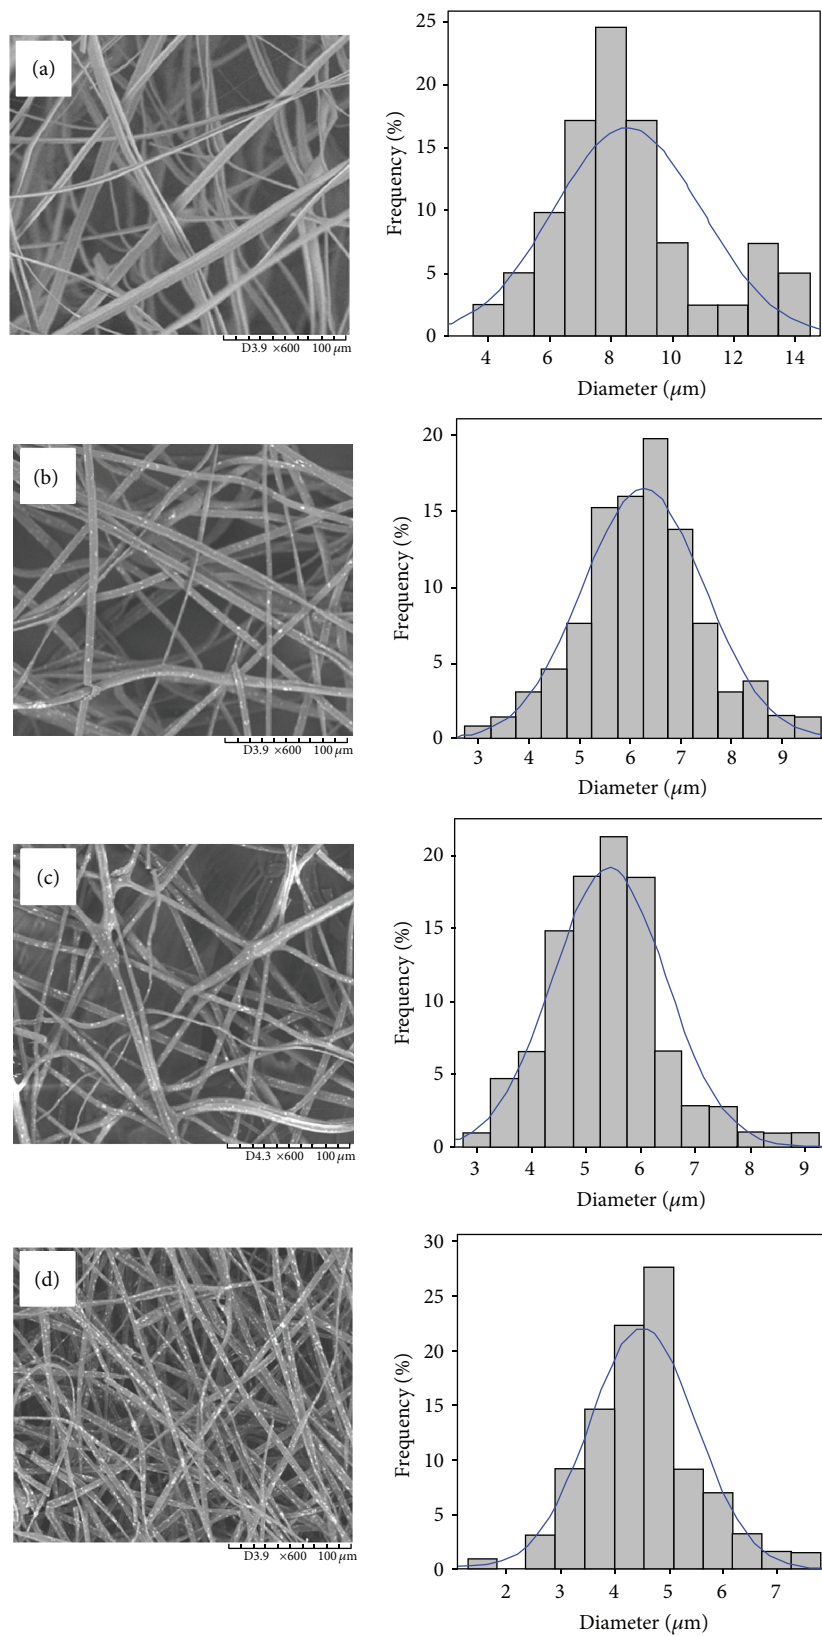 (a)
D3.9 ×600 100 μm
Frequency (%)
25
20
15
10
5
0
4 6 8 10 12 14
Diameter (μm)
(b)
D3.9 ×600 100 μm
Frequency (%)
20
15
10
5
0
3 4 5 6 7 8 9
Diameter (μm)
(c)
D4.3 ×600 100 μm
Frequency (%)
20
15
10
5
0
3 4 5 6 7 8 9
Diameter (μm)
(d)
D3.9 ×600 100 μm
Frequency (%)
30
25
20
15
10
5
0
2 3 4 5 6 7
Diameter (μm)